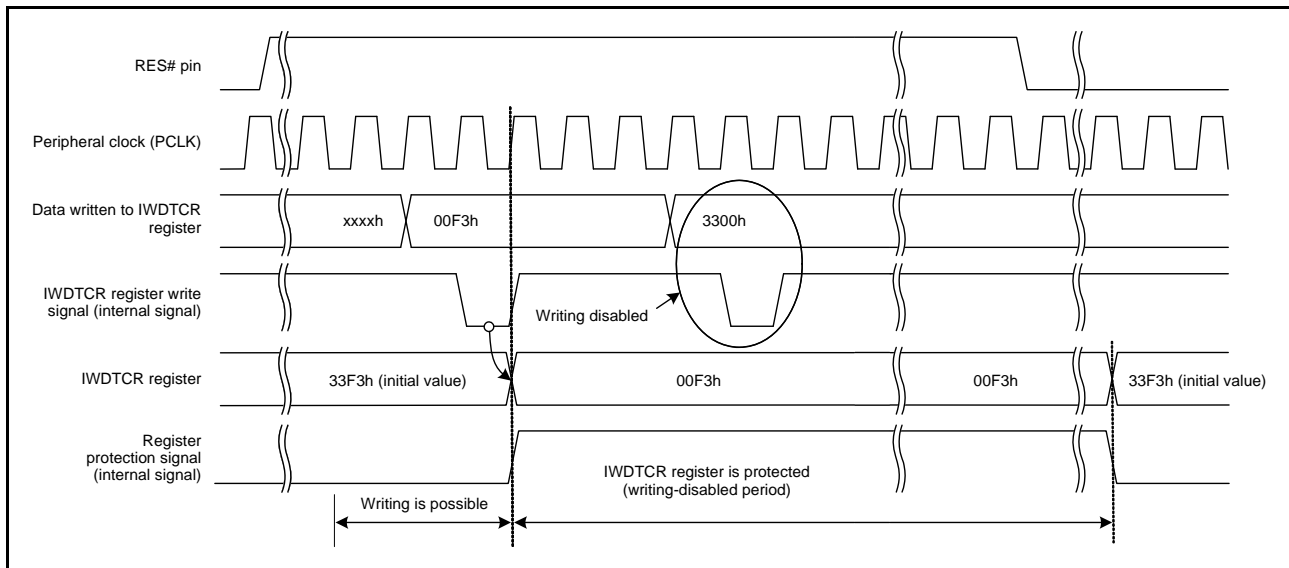 RES# pin
Peripheral clock (PCLK)
Data written to IWDTCR
register
xxxxh
00F3h
3300h
IWDTCR register write
signal (internal signal)
Writing disabled
IWDTCR register
33F3h (initial value)
00F3h
00F3h
33F3h (initial value)
Register
protection signal
(internal signal)
IWDTCR register is protected
(writing-disabled period)
Writing is possible